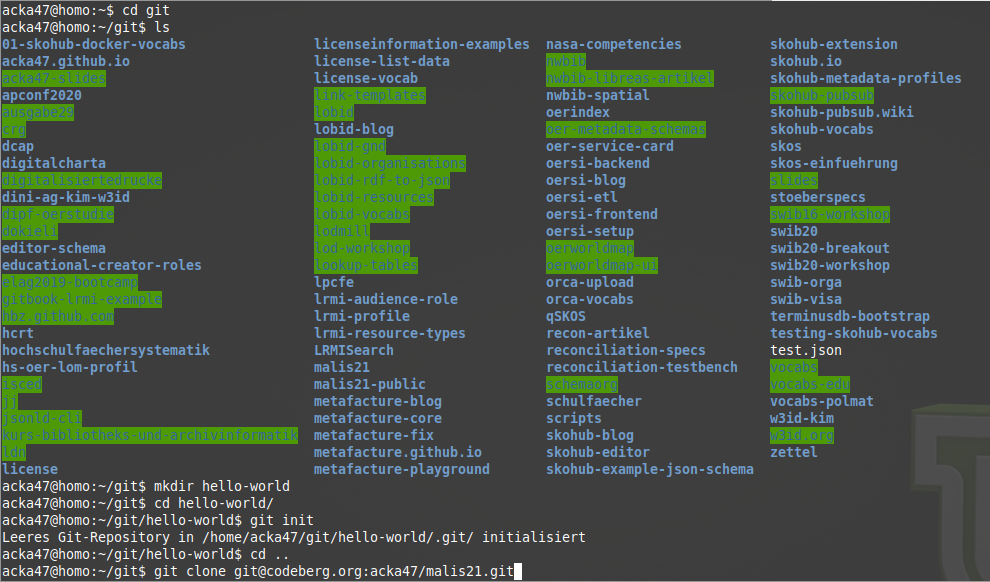 acka47@homo:~$ cd git
acka47@homo:~/git$ ls
01-skohub-docker-vocabs licenseinformation-examples nasa-competencies skohub-extension
acka47.github.io license-list-data nwbib skohub.io
acka47-slides license-vocab nwbib-libreas-artikel skohub-metadata-profiles
apconf2020 link-templates nwbib-spatial skohub-pubsub
ausgabe29 lobid oerindex skohub-pubsub.wiki
crg lobid-blog oer-metadata-schemas skohub-vocabs
dcap lobid-gnd oer-service-card skos
digitalcharta lobid-organisations oersi-backend skos-einfuehrung
digitalisiertedrucke lobid-rdf-to-json oersi-blog slides
dini-ag-kim-w3id lobid-resources oersi-etl stoeberspecs
dipf-oerstudie lobid-vocabs oersi-frontend swib16-workshop
dokieli lodmill oersi-setup swib20
editor-schema lod-workshop oerworldmap swib20-breakout
educational-creator-roles lookup-tables oerworldmap-ui swib20-workshop
elag2019-bootcamp lpcfe orca-upload swib-orga
gitbook-lrmi-example lrmi-audience-role orca-vocabs swib-visa
hbz.github.com lrmi-profile qSKOS terminusdb-bootstrap
hcrt lrmi-resource-types recon-artikel testing-skohub-vocabs
hochschulfaechersystematik LRMISearch reconciliation-specs test.json
hs-oer-lom-profil malis21 reconciliation-testbench vocabs
isced malis21-public schemaorg vocabs-edu
jj metafacture-blog schulfaecher vocabs-polmat
jsonld-cli metafacture-core scripts w3id-kim
kurs-bibliotheks-und-archivinformatik metafacture-fix skohub-blog w3id.org
ldn metafacture.github.io skohub-editor zettel
license metafacture-playground skohub-example-json-schema
acka47@homo:~/git$ mkdir hello-world
acka47@homo:~/git$ cd hello-world/
acka47@homo:~/git/hello-world$ git init
Leeres Git-Repository in /home/acka47/git/hello-world/.git/ initialisiert
acka47@homo:~/git/hello-world$ cd ..
acka47@homo:~/git$ git clone git@codeberg.org:acka47/malis21.git